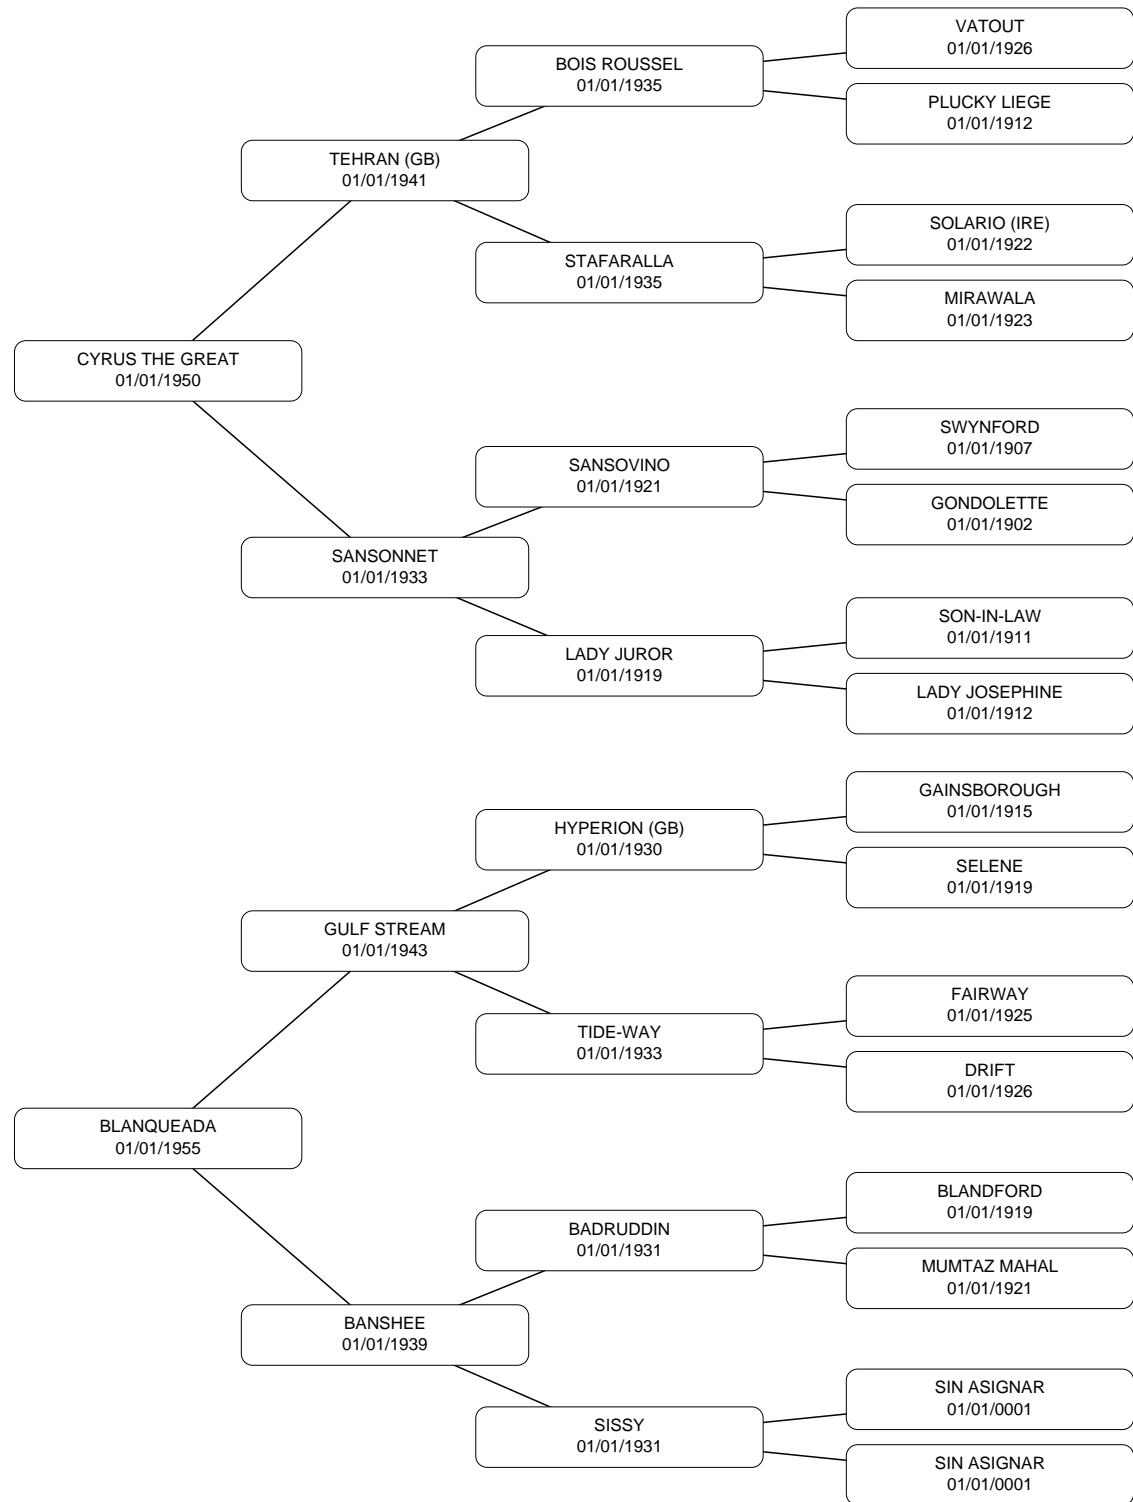 VATOUT
01/01/1926
BOIS ROUSSEL
01/01/1935
PLUCKY LIEGE
01/01/1912
TEHRAN (GB)
01/01/1941
SOLARIO (IRE)
01/01/1922
STAFARALLA
01/01/1935
MIRAWALA
01/01/1923
CYRUS THE GREAT
01/01/1950
SWYNFORD
01/01/1907
SANSOVINO
01/01/1921
GONDOLETTE
01/01/1902
SANSONNET
01/01/1933
SON-IN-LAW
01/01/1911
LADY JUROR
01/01/1919
LADY JOSEPHINE
01/01/1912
GAINSBOROUGH
01/01/1915
HYPERION (GB)
01/01/1930
SELENE
01/01/1919
GULF STREAM
01/01/1943
FAIRWAY
01/01/1925
TIDE-WAY
01/01/1933
DRIFT
01/01/1926
BLANQUEADA
01/01/1955
BLANDFORD
01/01/1919
BADRUDDIN
01/01/1931
MUMTAZ MAHAL
01/01/1921
BANSHEE
01/01/1939
SIN ASIGNAR
01/01/0001
SISSY
01/01/1931
SIN ASIGNAR
01/01/0001